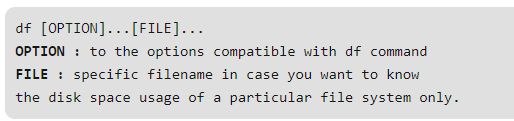 df [OPTION]...[FILE]...
OPTION : to the options compatible with df command
FILE : specific filename in case you want to know
the disk space usage of a particular file system only.